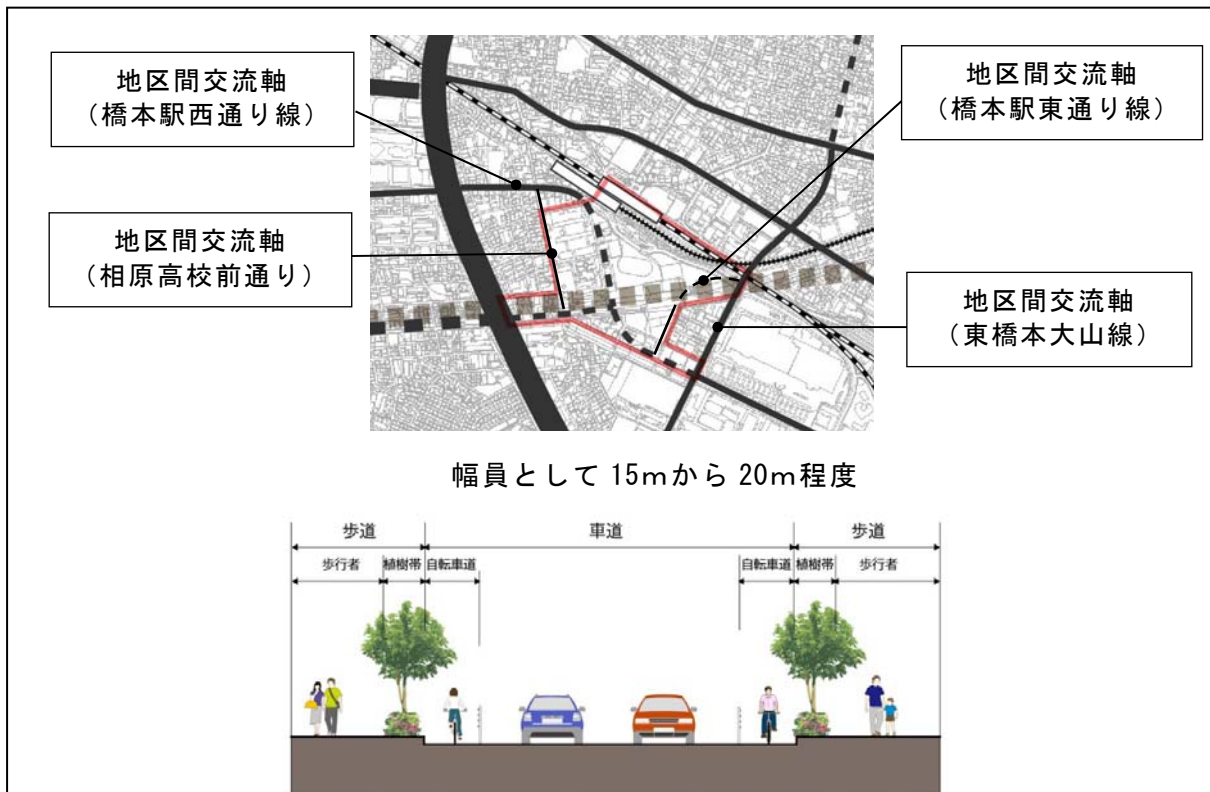 地区間交流軸
（橋本駅西通り線）
地区間交流軸
（橋本駅東通り線）
地区間交流軸
（相原高校前通り）
地区間交流軸
（東橋本大山線）
幅員として 15ｍから 20ｍ程度
歩道
車道
歩道
歩行者
植樹帯
自転車道
自転車道
植樹帯
歩行者